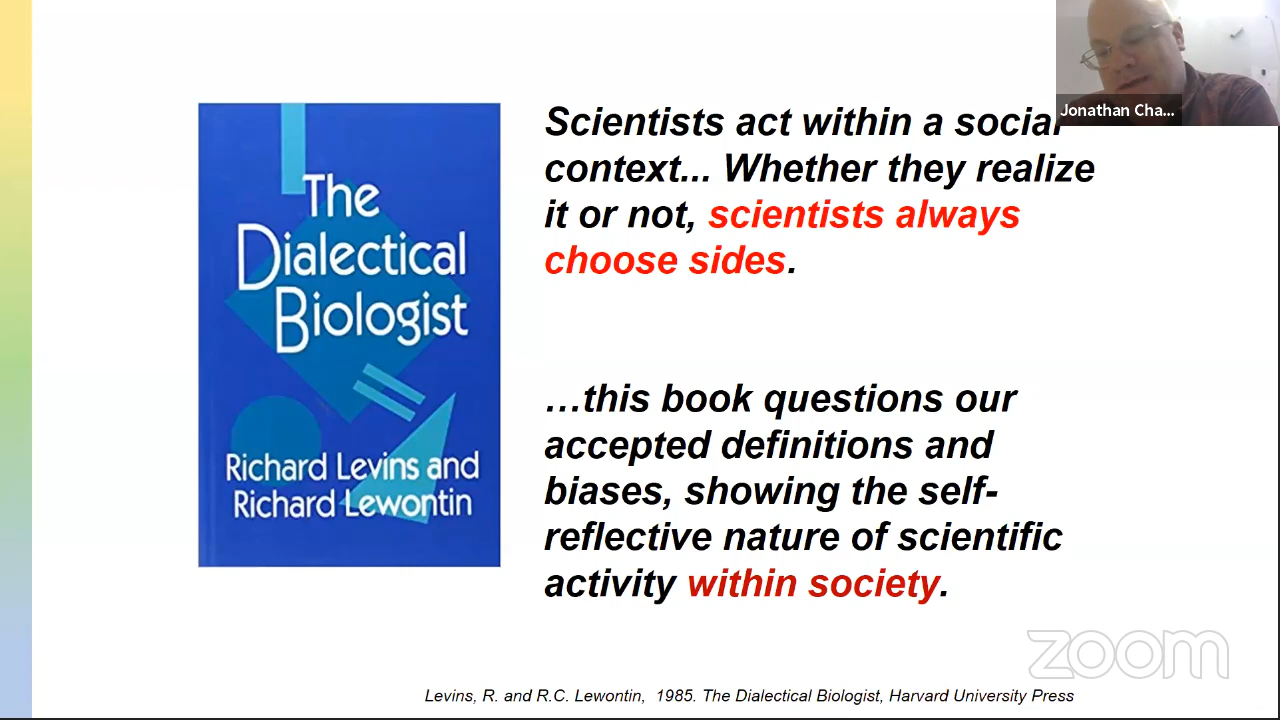 Jonathan Cha...
Scientists act within a social
context... Whether they realize
it or not, scientists always
choose sides.
The
Dialectical
Biologist
Richard Levins and
Richard Lewontin
...this book questions our
accepted definitions and
biases, showing the self-
reflective nature of scientific
activity within society.
zoom
Levins, R. and R.C. Lewontin, 1985. The Dialectical Biologist, Harvard University Press